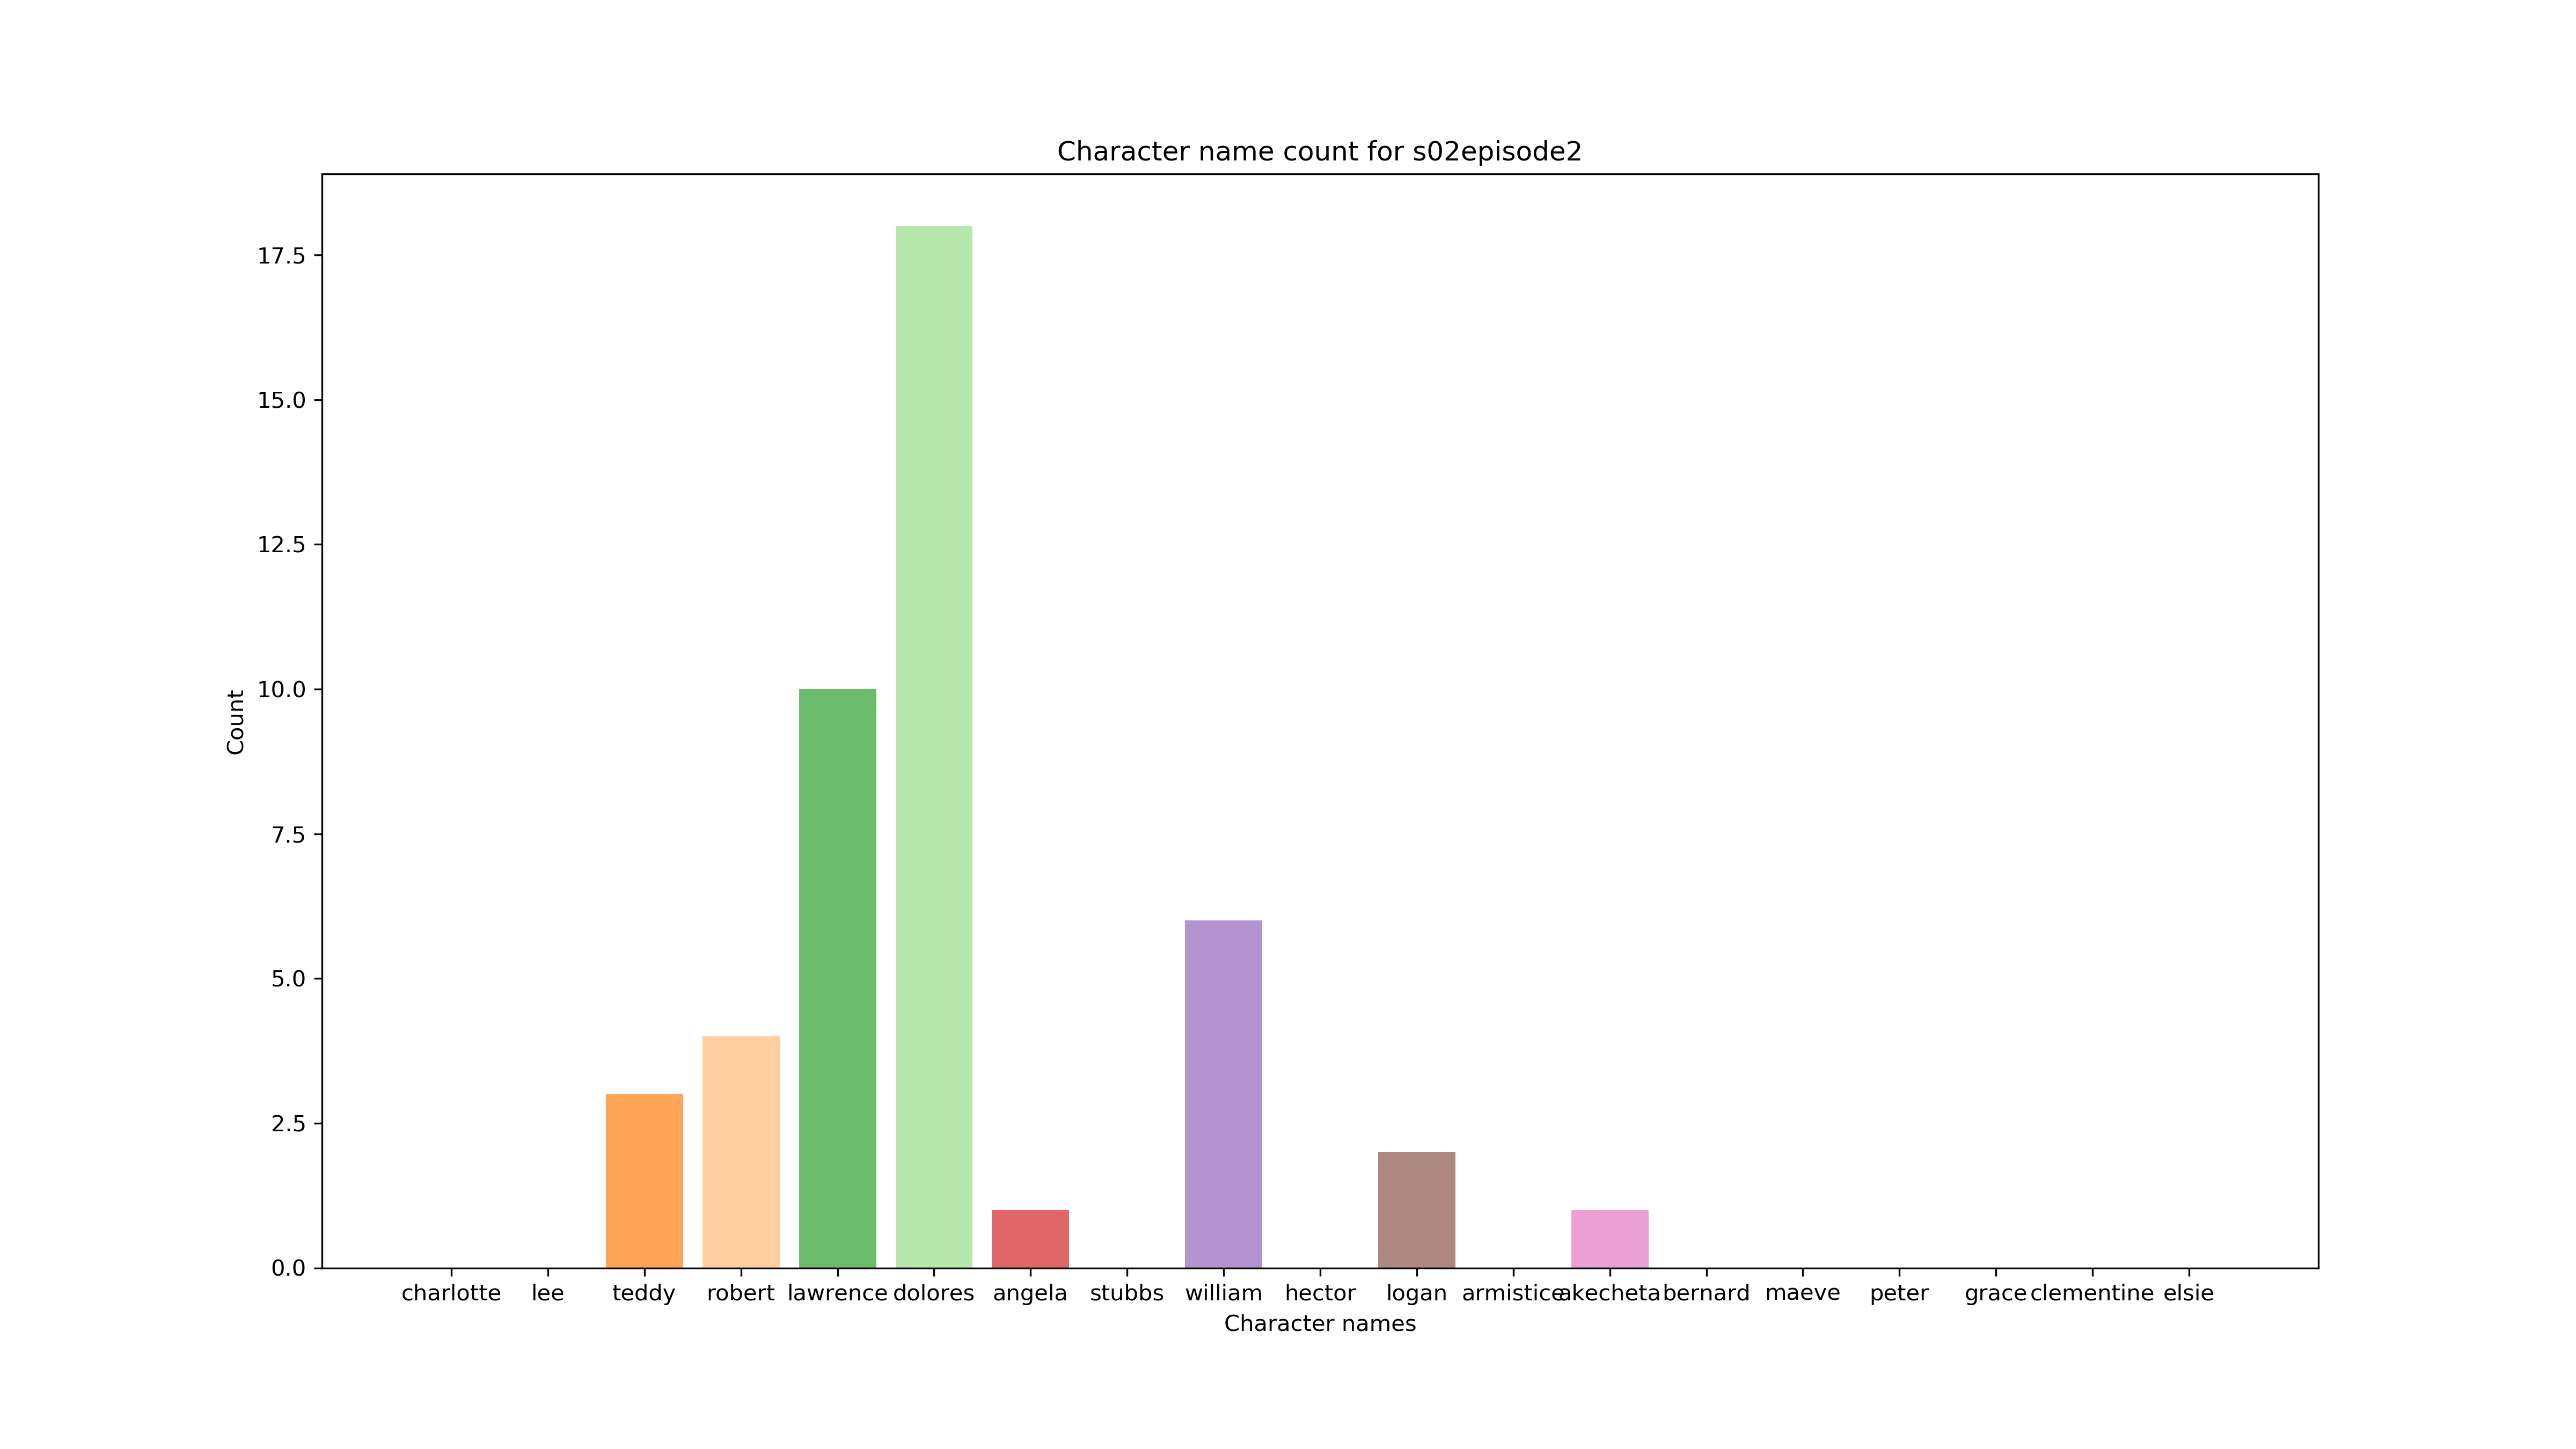 Character name count for s02episode2
17.5
15.0
12.5
10.0
7.5
5.0
2.5
0.0
Count
charlotte lee teddy robert lawrence dolores angela stubbs william hector logan armistice akecheta bernard maeve peter grace clementine elsie
Character names